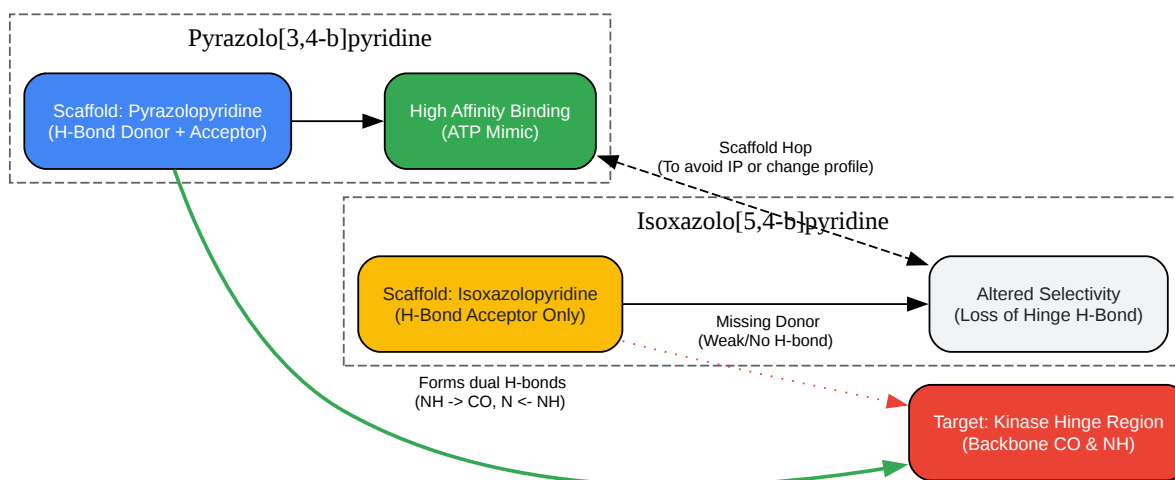 Pyrazolo[3,4-b]pyridine
Scaffold: Pyrazolopyridine
(H-Bond Donor + Acceptor)
High Affinity Binding
(ATP Mimic)
Scaffold Hop
(To avoid IP or change profile)
Isoxazolo[5,4-b]pyridine
Scaffold: Isoxazolopyridine
(H-Bond Acceptor Only)
Missing Donor
(Weak/No H-bond)
Altered Selectivity
(Loss of Hinge H-Bond)
Forms dual H-bonds
(NH -> CO, N <- NH)
Target: Kinase Hinge Region
(Backbone CO & NH)